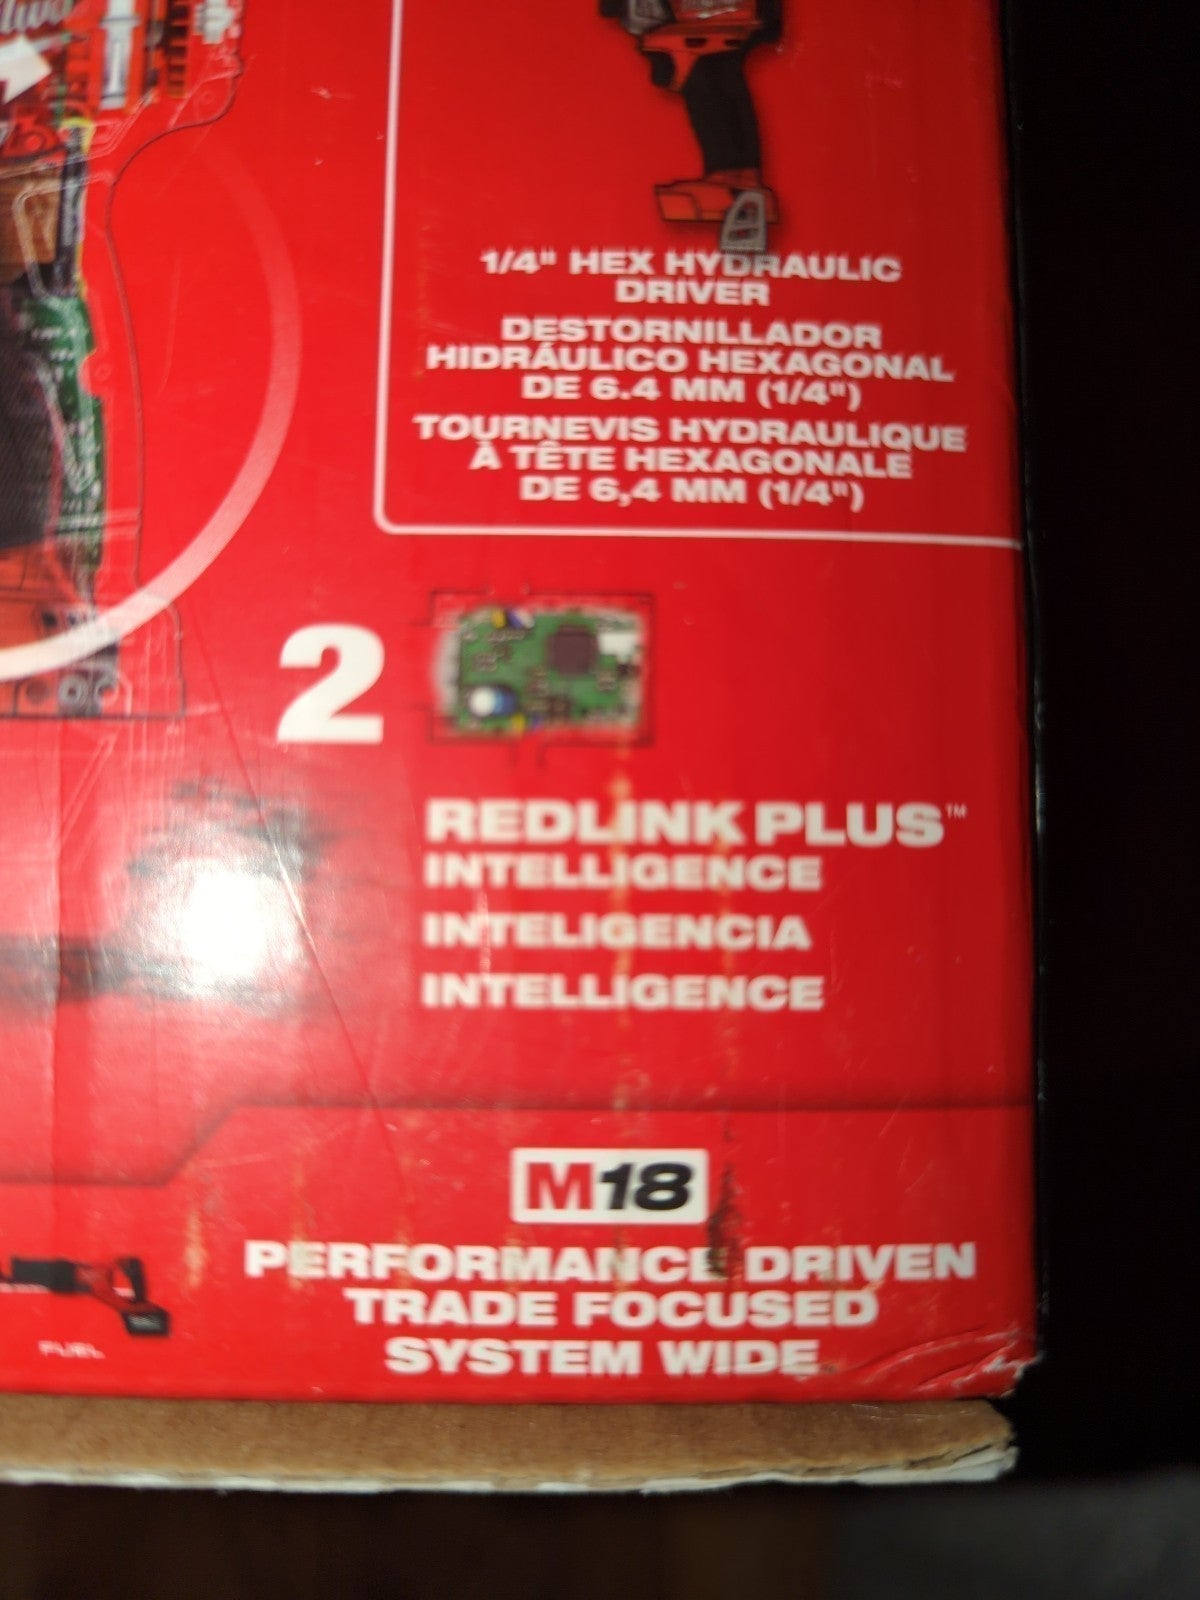 1/4" HEX HYDRAULIC
DRIVER
DESTORNILLADOR
HIDRÁULICO HEXAGONAL
DE 6.4 MM (1/4")
TOURNEVIS HYDRAULIQUE
À TÊTE HEXAGONALE
DE 6,4 MM (1/4")
2
REDLINK PLUS™
INTELLIGENCE
INTELIGENCIA
INTELLIGENCE
M18
PERFORMANCE DRIVEN
TRADE FOCUSED
SYSTEM WIDE
FUEL